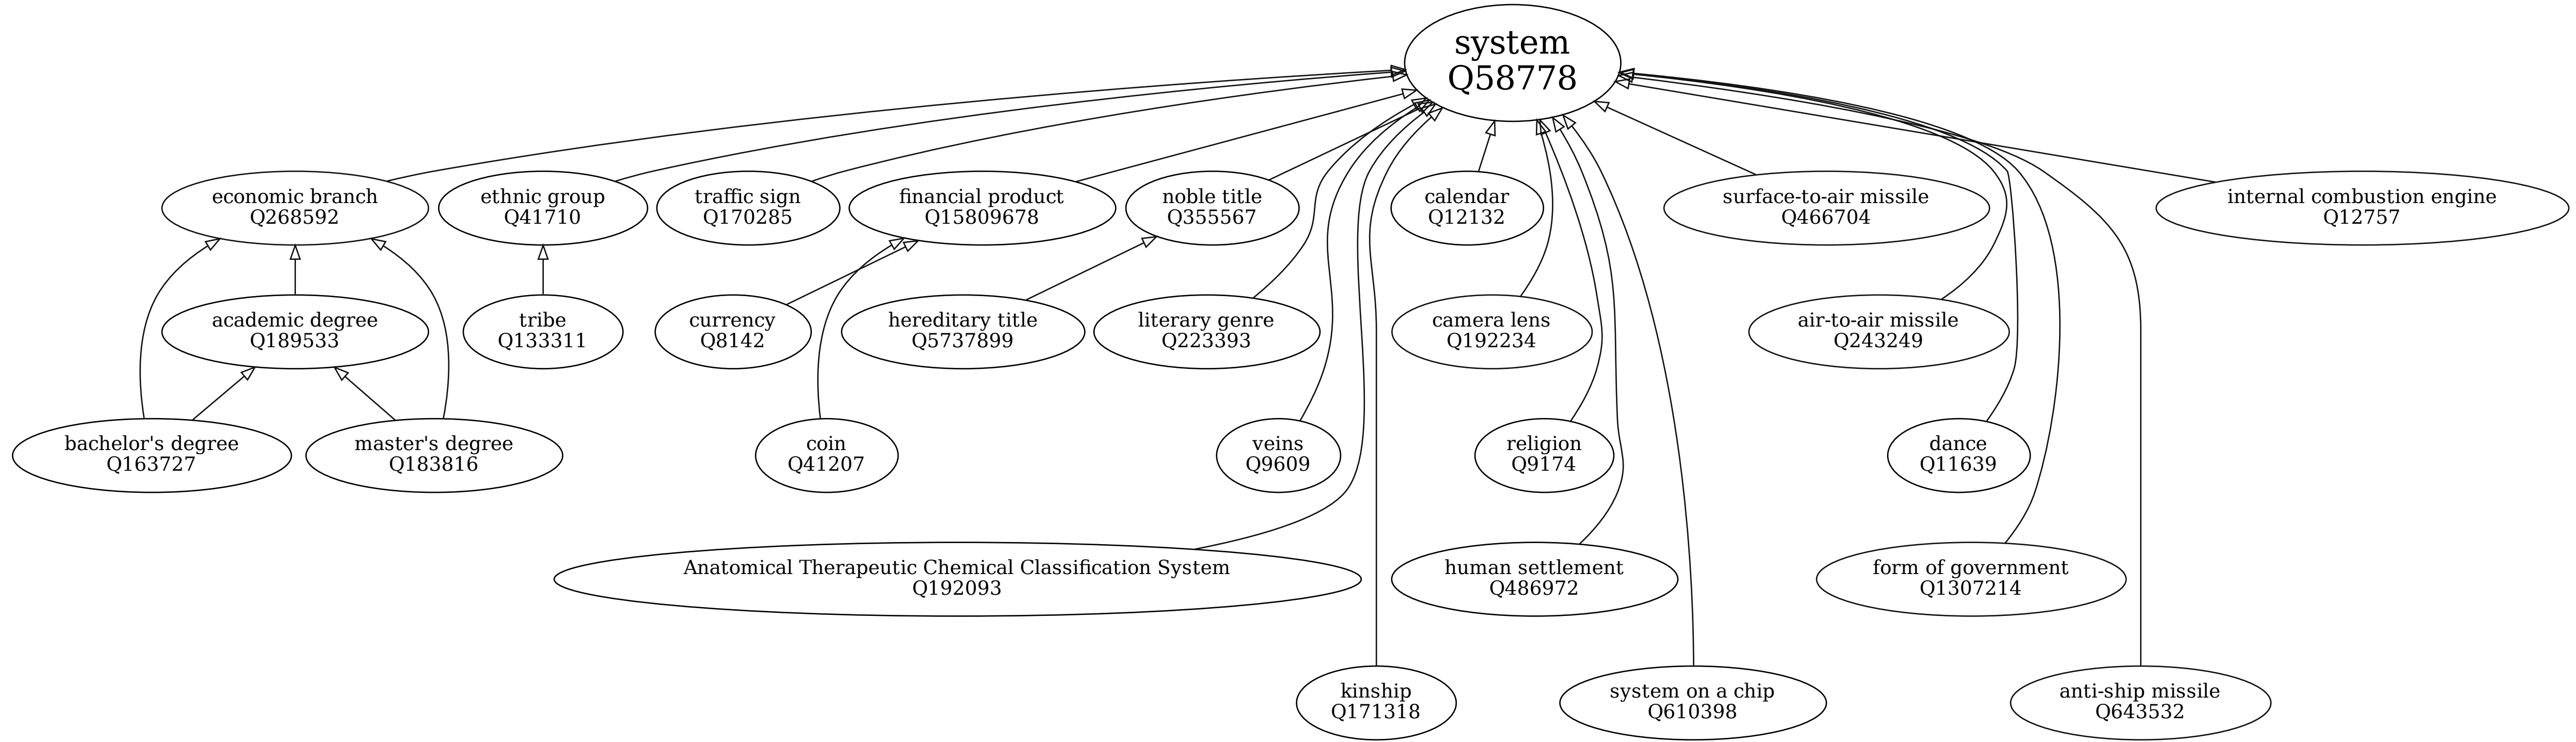 system
Q58778
economic branch
Q268592
ethnic group
Q41710
traffic sign
Q170285
financial product
Q15809678
noble title
Q355567
calendar
Q12132
surface-to-air missile
Q466704
internal combustion engine
Q12757
academic degree
Q189533
tribe
Q133311
currency
Q8142
hereditary title
Q5737899
literary genre
Q223393
camera lens
Q192234
air-to-air missile
Q243249
bachelor's degree
Q163727
master's degree
Q183816
coin
Q41207
veins
Q9609
religion
Q9174
dance
Q11639
Anatomical Therapeutic Chemical Classification System
Q192093
human settlement
Q486972
form of government
Q1307214
kinship
Q171318
system on a chip
Q610398
anti-ship missile
Q643532